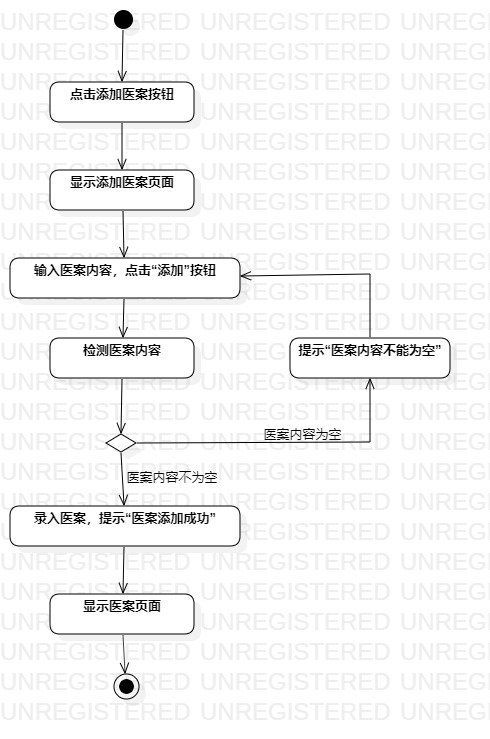 点击添加医案按钮
显示添加医案页面
输入医案内容，点击“添加”按钮
检测医案内容
提示“医案内容不能为空”
医案内容为空
医案内容不为空
录入医案，提示“医案添加成功”
显示医案页面